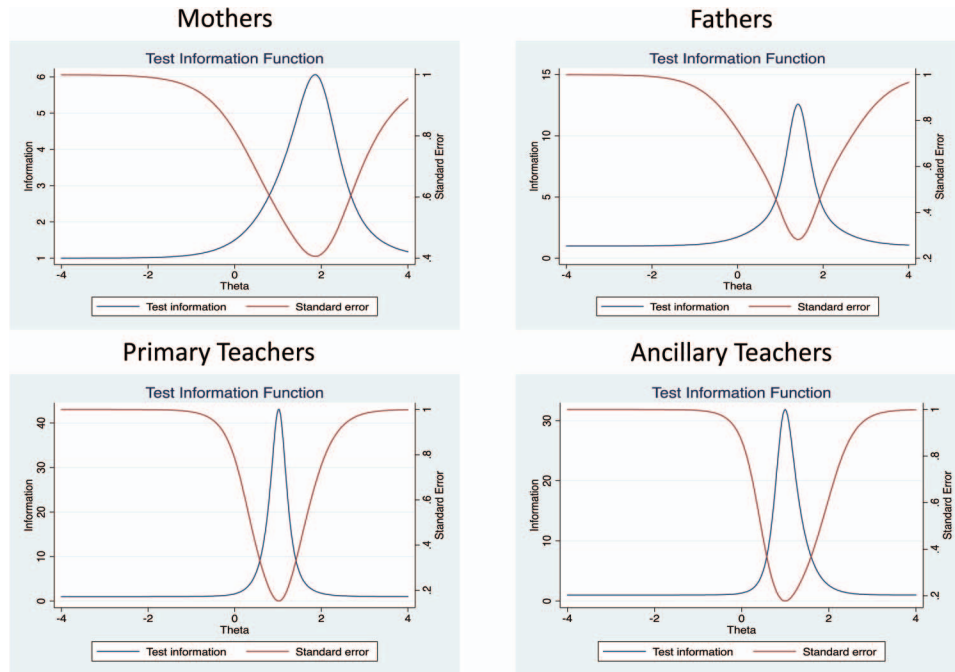 Mothers
Test Information Function
6
5
4
3
2
1
Information
1
.8
.6
.4
Standard Error
-4 -2 0 2 4
Theta
Test information Standard error
Fathers
Test Information Function
15
10
5
0
Information
1
.8
.6
.4
.2
Standard Error
-4 -2 0 2 4
Theta
Test information Standard error
Primary Teachers
Test Information Function
40
30
20
10
0
Information
1
.8
.6
.4
.2
Standard Error
-4 -2 0 2 4
Theta
Test information Standard error
Ancillary Teachers
Test Information Function
30
20
10
0
Information
1
.8
.6
.4
.2
Standard Error
-4 -2 0 2 4
Theta
Test information Standard error